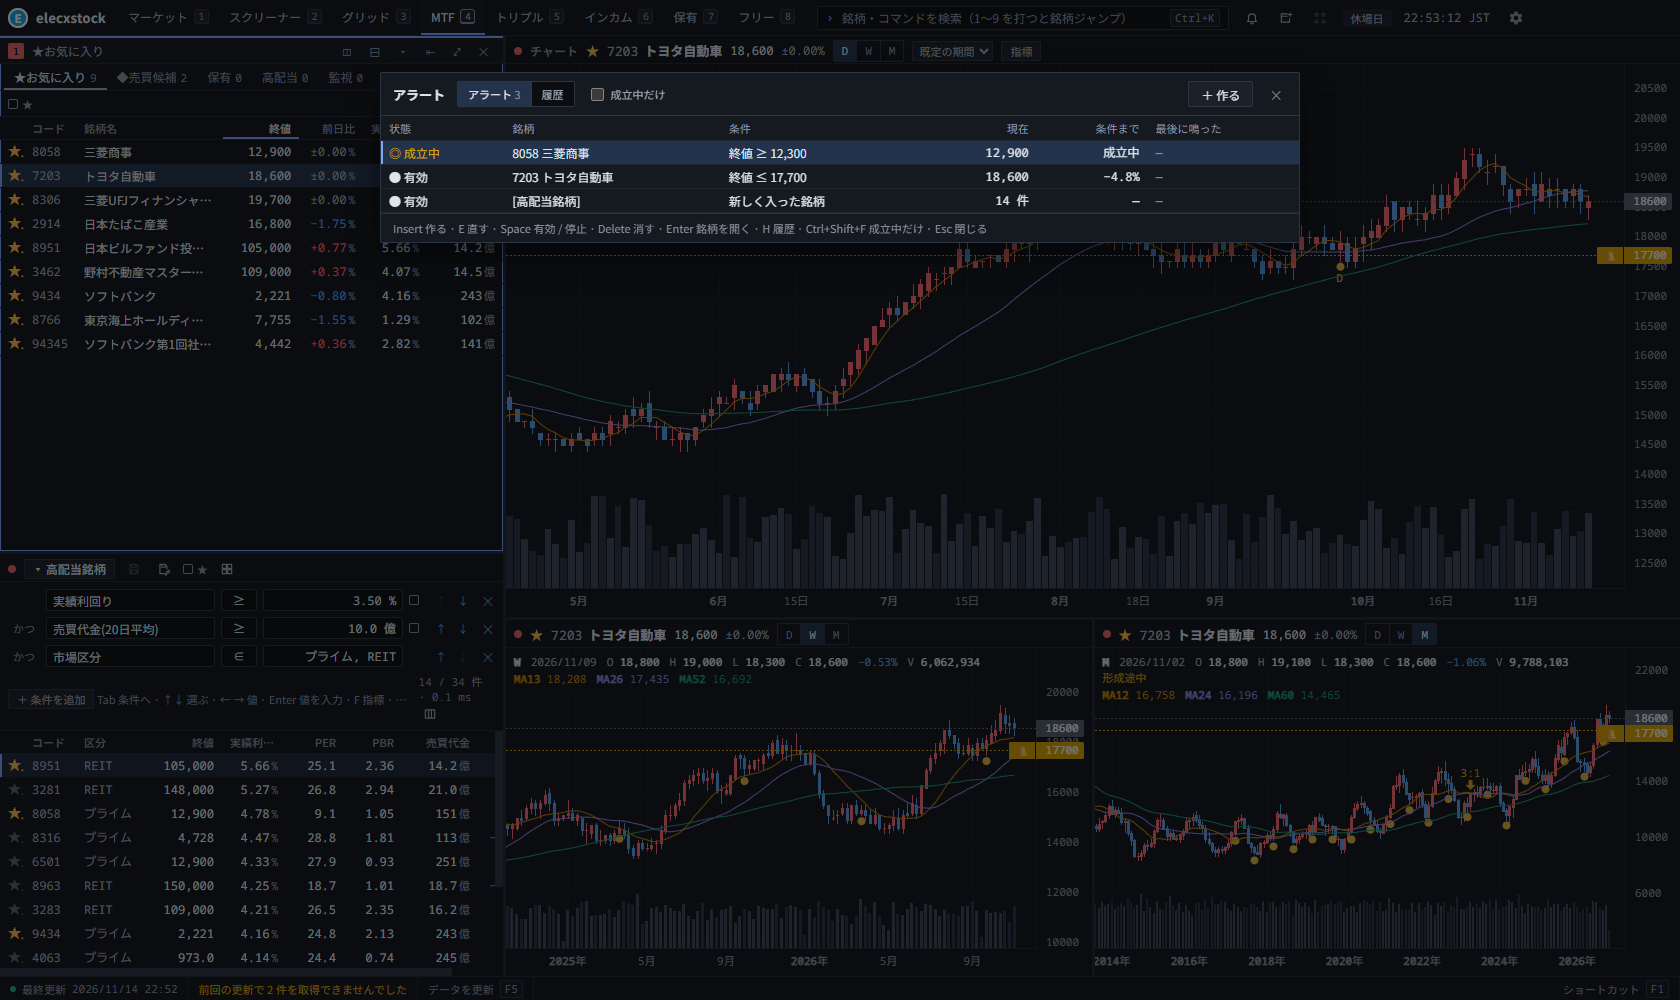 elecxstock マーケット 1 スクリーナー 2 グリッド 3 MTF 4 トリプル 5 インカム 6 保有 7 フリー 8 › 銘柄・コマンドを検索（1〜9 を打つと銘柄ジャンプ） Ctrl+K 休場日 22:53:12 JST
1 ★お気に入り
★お気に入り 9 ◆売買候補 2 保有 0 高配当 0 監視 0
コード 銘柄名 終値 前日比
8058 三菱商事 12,900 ±0.00%
7203 トヨタ自動車 18,600 ±0.00%
8306 三菱UFJフィナンシャ… 19,700 ±0.00%
2914 日本たばこ産業 16,800 −1.75%
8951 日本ビルファンド投… 105,000 +0.77% 5.66% 14.2億
3462 野村不動産マスター… 109,000 +0.37% 4.07% 14.5億
9434 ソフトバンク 2,221 −0.80% 4.16% 243億
8766 東京海上ホールディ… 7,755 −1.55% 1.29% 102億
94345 ソフトバンク第1回社… 4,442 +0.36% 2.82% 141億
チャート ★ 7203 トヨタ自動車 18,600 ±0.00% D W M 既定の期間 指標
アラート アラート 3 履歴 成立中だけ ＋ 作る
状態 銘柄 条件 現在 条件まで 最後に鳴った
◎ 成立中 8058 三菱商事 終値 ≥ 12,300 12,900 成立中 −
● 有効 7203 トヨタ自動車 終値 ≤ 17,700 18,600 −4.8% −
● 有効 [高配当銘柄] 新しく入った銘柄 14 件 − −
Insert 作る · E 直す · Space 有効 / 停止 · Delete 消す · Enter 銘柄を開く · H 履歴 · Ctrl+Shift+F 成立中だけ · Esc 閉じる
20500
20000
19500
19000
18600
18000
17700
17500
17000
16500
16000
15500
15000
14500
14000
13500
13000
12500
D
5月 6月 15日 7月 15日 8月 18日 9月 10月 16日 11月
高配当銘柄
実績利回り ≥ 3.50 %
かつ 売買代金(20日平均) ≥ 10.0 億
かつ 市場区分 ∈ プライム, REIT
＋ 条件を追加 Tab 条件へ · ↑↓ 選ぶ · ←→ 値 · Enter 値を入力 · F 指標 · … 14 / 34 件 · 0.1 ms
コード 区分 終値 実績利… PER PBR 売買代金
8951 REIT 105,000 5.66% 25.1 2.36 14.2億
3281 REIT 148,000 5.27% 26.8 2.94 21.0億
8058 プライム 12,900 4.78% 9.1 1.05 151億
8316 プライム 4,728 4.47% 28.8 1.81 113億
6501 プライム 12,900 4.33% 27.9 0.93 251億
8963 REIT 150,000 4.25% 18.7 1.01 18.7億
3283 REIT 109,000 4.21% 26.5 2.35 16.2億
9434 プライム 2,221 4.16% 24.8 2.13 243億
4063 プライム 973.0 4.14% 24.4 0.74 245億
★ 7203 トヨタ自動車 18,600 ±0.00% D W M
W 2026/11/09 O 18,800 H 19,000 L 18,300 C 18,600 −0.53% V 6,062,934
MA13 18,208 MA26 17,435 MA52 16,692
20000
18600
17700
16000
14000
12000
10000
2025年 5月 9月 2026年 5月 9月
★ 7203 トヨタ自動車 18,600 ±0.00% D W M
M 2026/11/02 O 18,800 H 19,100 L 18,300 C 18,600 −1.06% V 9,788,103
形成途中
MA12 16,758 MA24 16,196 MA60 14,465
22000
18600
17700
14000
10000
6000
3:1
2014年 2016年 2018年 2020年 2022年 2024年 2026年
最終更新 2026/11/14 22:52 前回の更新で 2 件を取得できませんでした データを更新 F5 ショートカット F1